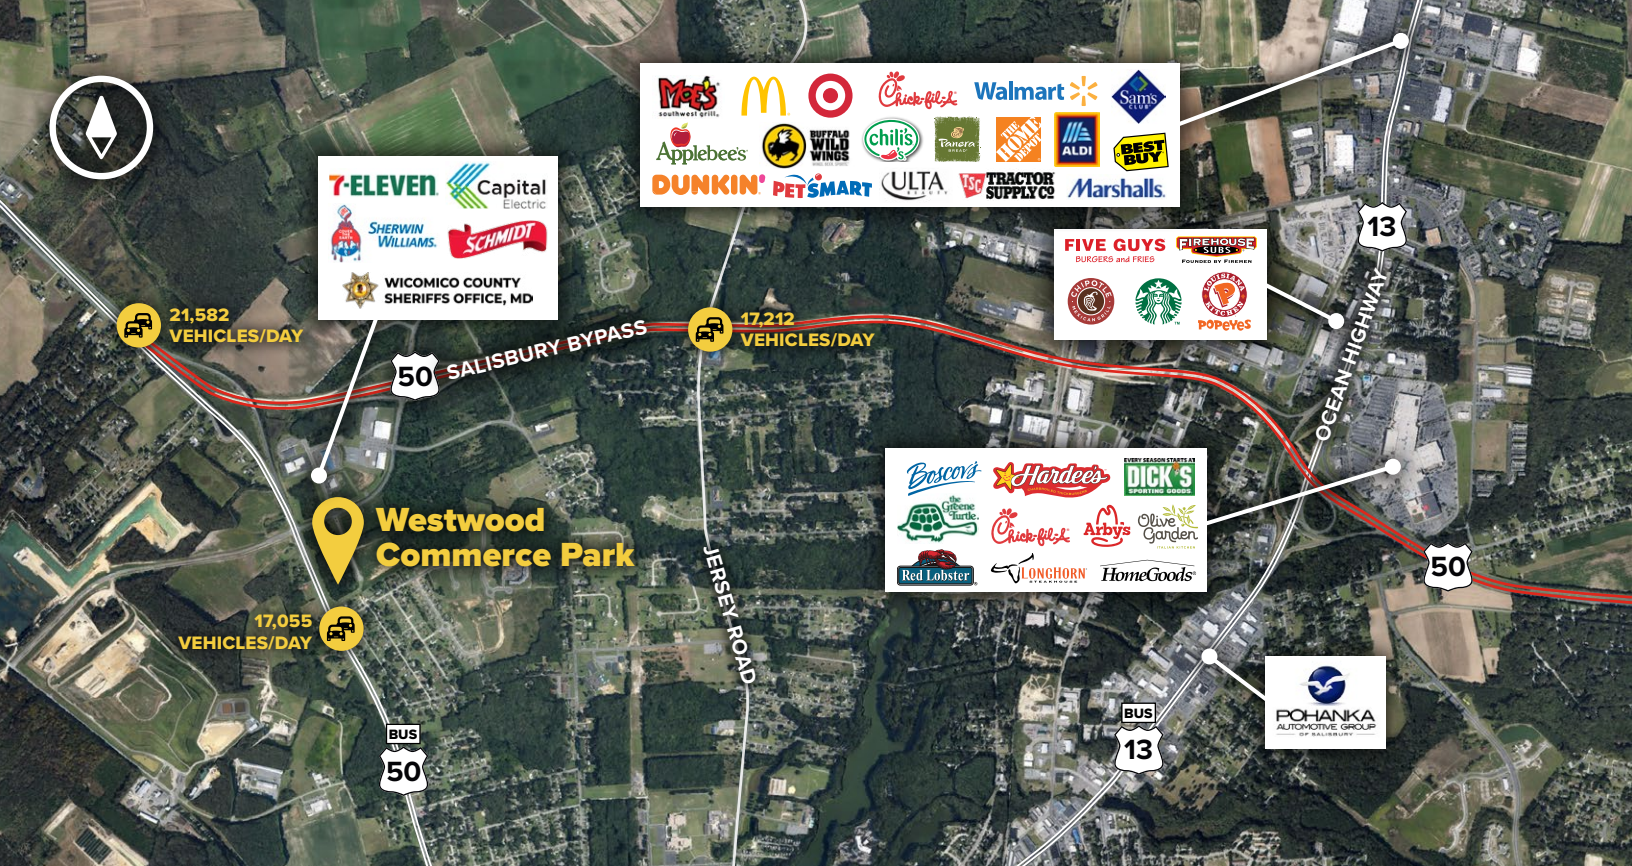 MOE'S
southwest grill.
Chick-fil-A
Walmart
Sam's
CLUB
Applebee's
BUFFALO
WILD
WINGS
chili's
Panera
BREAD
THE
HOME
DEPOT
ALDI
BEST
BUY
DUNKIN'
PETSMART
ULTA
BEAUTY
TSC TRACTOR
SUPPLY CO
Marshalls.
7-ELEVEN
Capital
Electric
COVER
THE
EARTH
SHERWIN
WILLIAMS.
SCHMIDT
WICOMICO COUNTY
SHERIFFS OFFICE, MD
13
FIVE GUYS
BURGERS and FRIES
FIREHOUSE
SUBS
FOUNDED BY FIREMEN
CHIPOTLE
MEXICAN GRILL
LOUISIANA
KITCHEN
POPEYES
21,582
VEHICLES/DAY
17,212
VEHICLES/DAY
50
SALISBURY BYPASS
OCEAN HIGHWAY
Boscov's
Hardee's
EVERY SEASON STARTS AT
DICK'S
SPORTING GOODS
the
Greene
Turtle.
Chick-fil-A
Arby's
Olive
Garden
ITALIAN KITCHEN
Red Lobster
LONGHORN
STEAKHOUSE
HomeGoods
50
Westwood
Commerce Park
JERSEY ROAD
17,055
VEHICLES/DAY
POHANKA
AUTOMOTIVE GROUP
OF SALISBURY
BUS
13
BUS
50